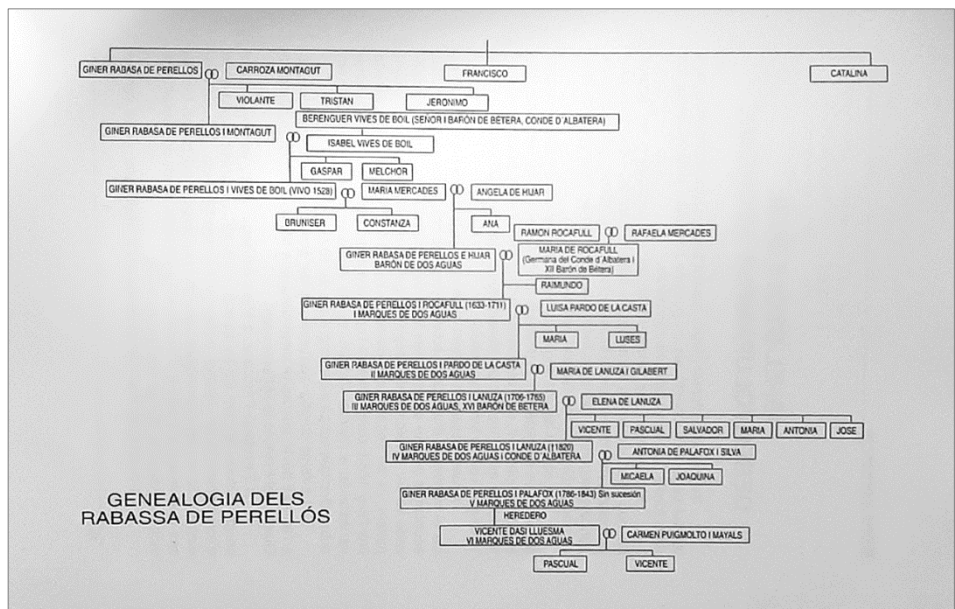 GINER RABASA DE PERELLOS
CARROZA MONTAGUT
FRANCISCO
CATALINA
VIOLANTE
TRISTAN
JERONIMO
BERENGUER VIVES DE BOIL (SEÑOR I BARÓN DE BÉTERA, CONDE D'ALBATERA)
GINER RABASA DE PERELLOS I MONTAGUT
ISABEL VIVES DE BOIL
GASPAR
MELCHOR
GINER RABASA DE PERELLOS I VIVES DE BOIL (VIVO 1528)
MARIA MERCADES
ANGELA DE HIJAR
BRUNISER
CONSTANZA
ANA
RAMON ROCAFULL
RAFAELA MERCADES
GINER RABASA DE PERELLOS E HIJAR
BARÓN DE DOS AGUAS
MARIA DE ROCAFULL
(Germana del Conde d'Albatera i
XII Barón de Bétera)
RAIMUNDO
GINER RABASA DE PERELLOS I ROCAFULL (1633-1711)
I MARQUES DE DOS AGUAS
LUISA PARDO DE LA CASTA
MARIA
LUSES
GINER RABASA DE PERELLOS I PARDO DE LA CASTA
II MARQUES DE DOS AGUAS
MARIA DE LANUZA I GILABERT
GINER RABASA DE PERELLOS I LANUZA (1706-1765)
III MARQUES DE DOS AGUAS, XVI BARÓN DE BETERA
ELENA DE LANUZA
VICENTE
PASCUAL
SALVADOR
MARIA
ANTONIA
JOSE
GINER RABASA DE PERELLOS I LANUZA (†1820)
IV MARQUES DE DOS AGUAS I CONDE D'ALBATERA
ANTONIA DE PALAFOX I SILVA
MICAELA
JOAQUINA
GINER RABASA DE PERELLOS I PALAFOX (1786-1843) Sin sucesión
V MARQUES DE DOS AGUAS
HEREDERO
VICENTE DASI LLUESMA
VI MARQUES DE DOS AGUAS
CARMEN PUIGMOLTO I MAYALS
PASCUAL
VICENTE
GENEALOGIA DELS
RABASSA DE PERELLÓS